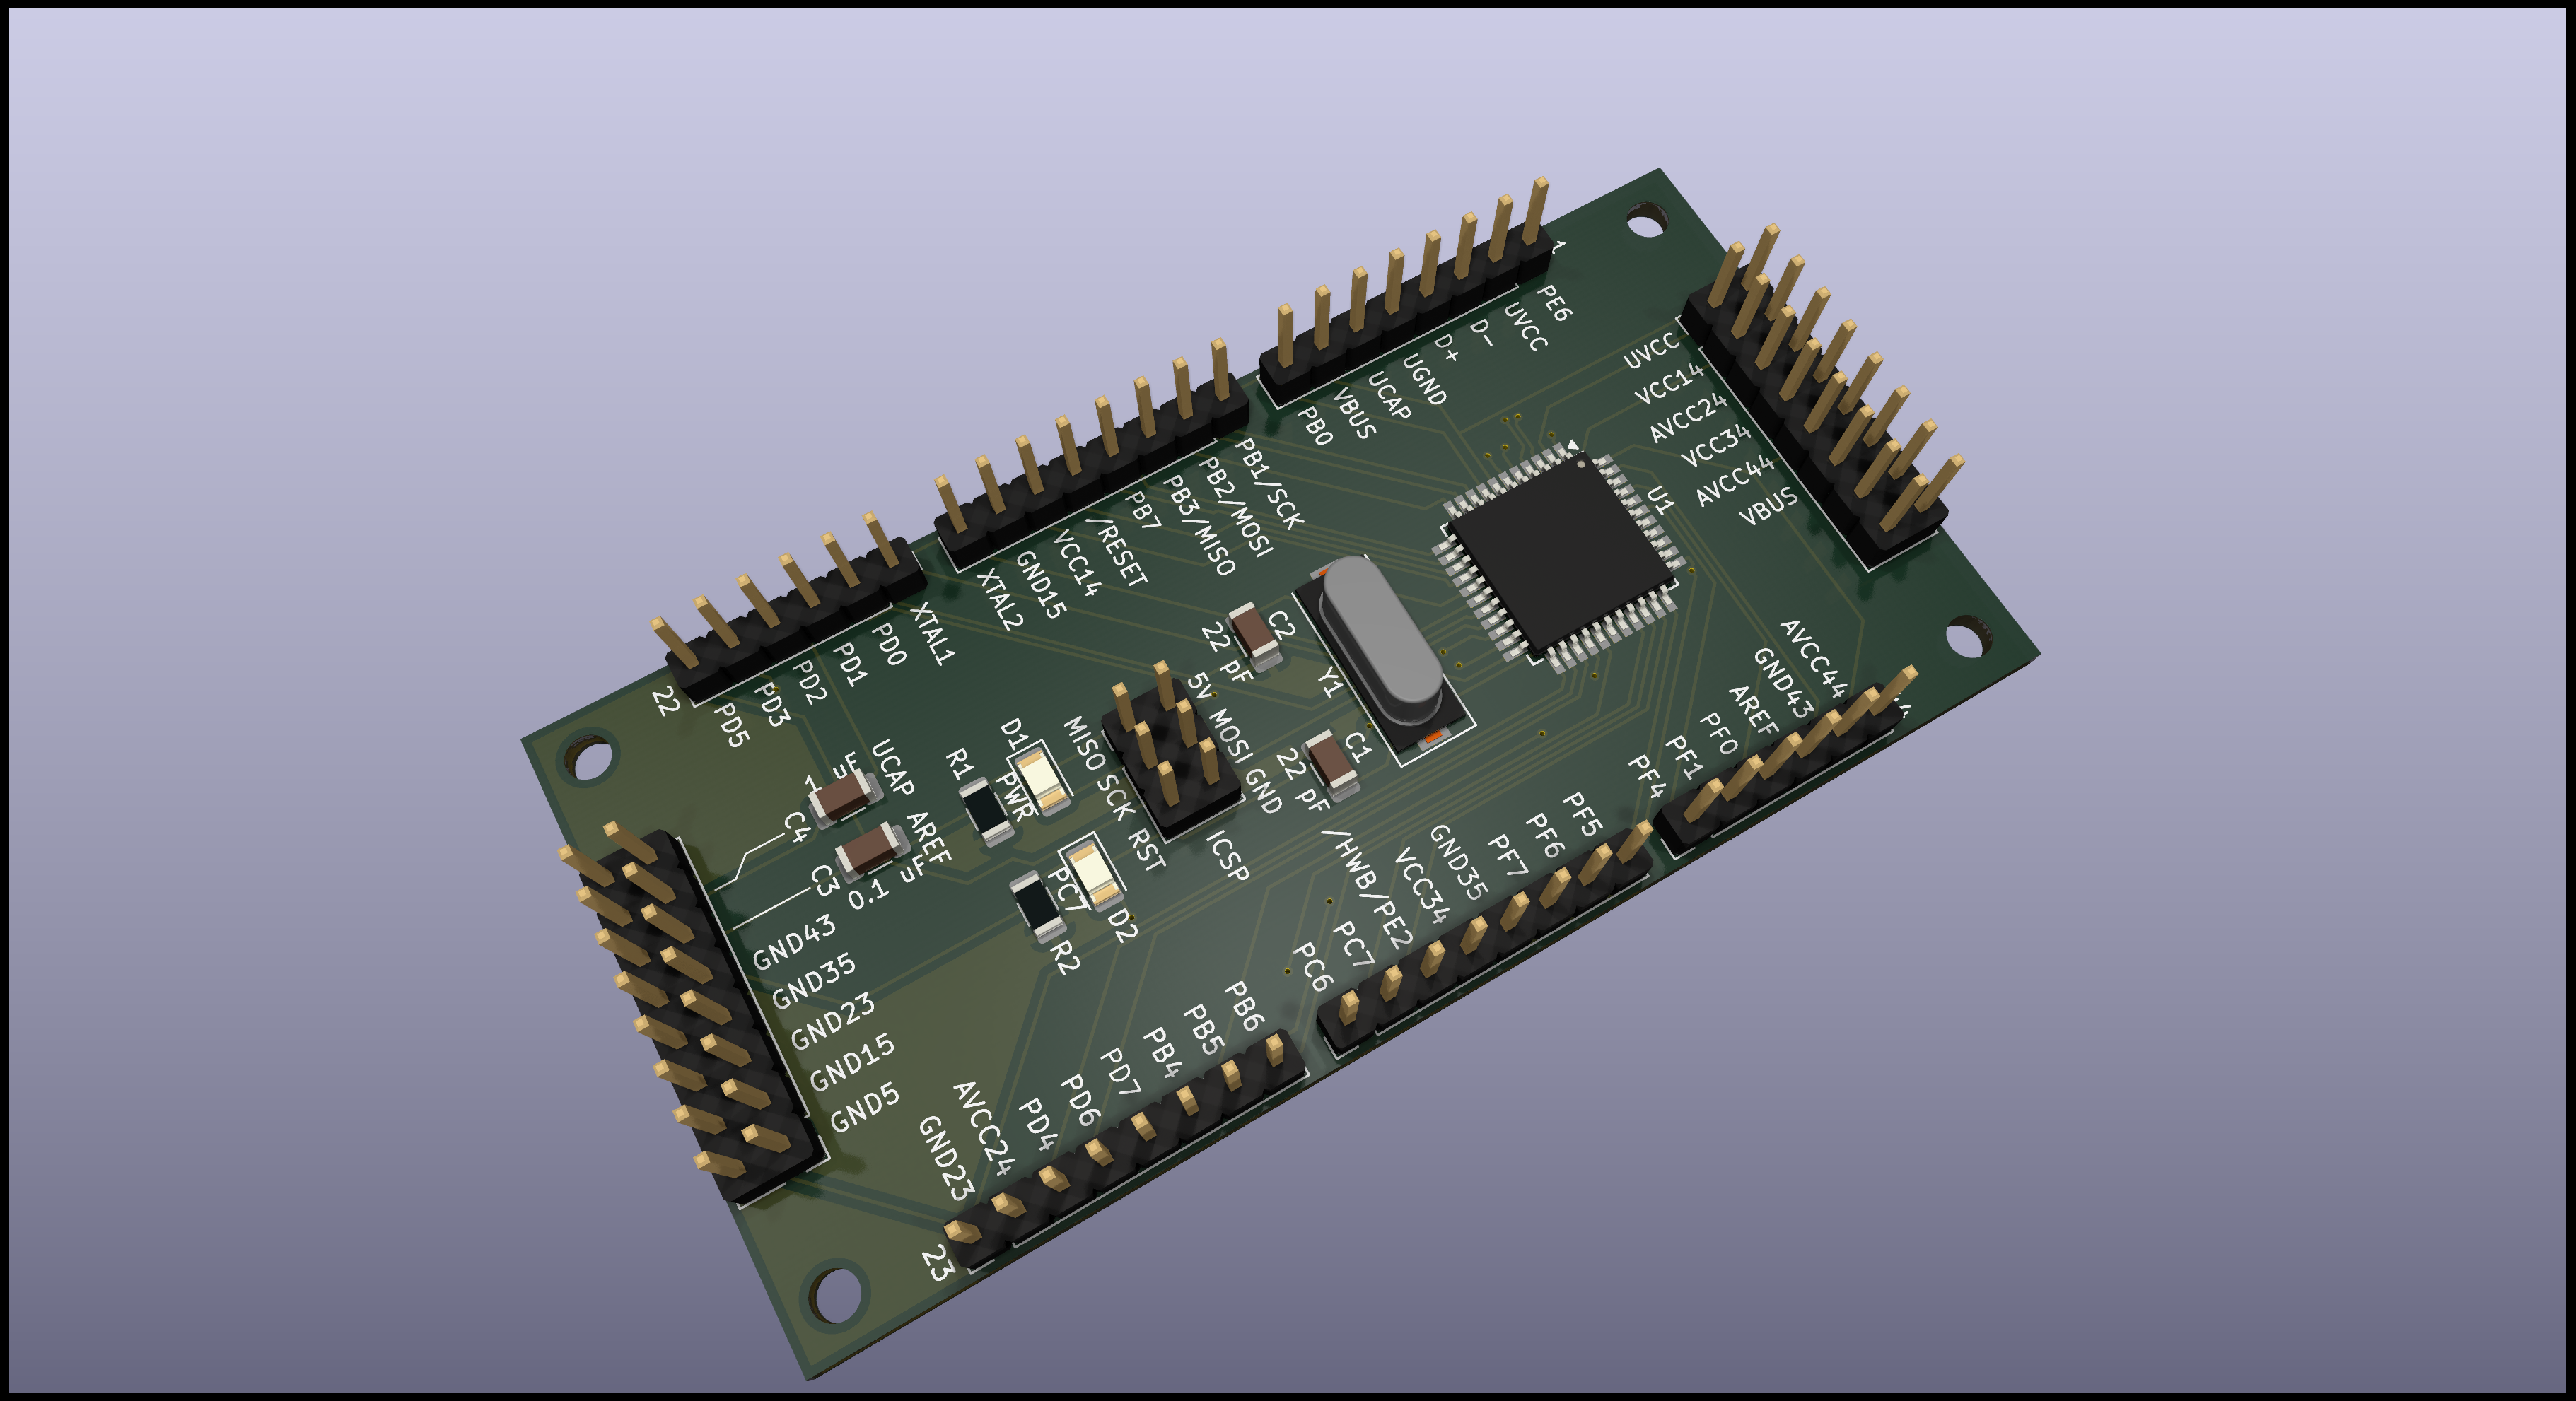 1
PE6
UVCC
D-
D+
UGND
UCAP
VBUS
PB0
PB1/SCK
PB2/MOSI
PB3/MISO
PB7
/RESET
VCC14
GND15
XTAL2
XTAL1
PD0
PD1
PD2
PD3
PD5
22
UVCC
VCC14
AVCC24
VCC34
AVCC44
VBUS
U1
C2
22 PF
Y1
C1
22 PF
5V
MOSI
GND
MISO
SCK
RST
ICSP
D1
PWR
R1
D2
PC7
R2
UCAP
1 uF
C4
AREF
0.1 uF
C3
GND43
GND35
GND23
GND15
GND5
AVCC44
GND43
AREF
PF0
PF1
PF4
PF5
PF6
PF7
GND35
VCC34
/HWB/PE2
PC7
PC6
PB6
PB5
PB4
PD7
PD6
PD4
AVCC24
GND23
23